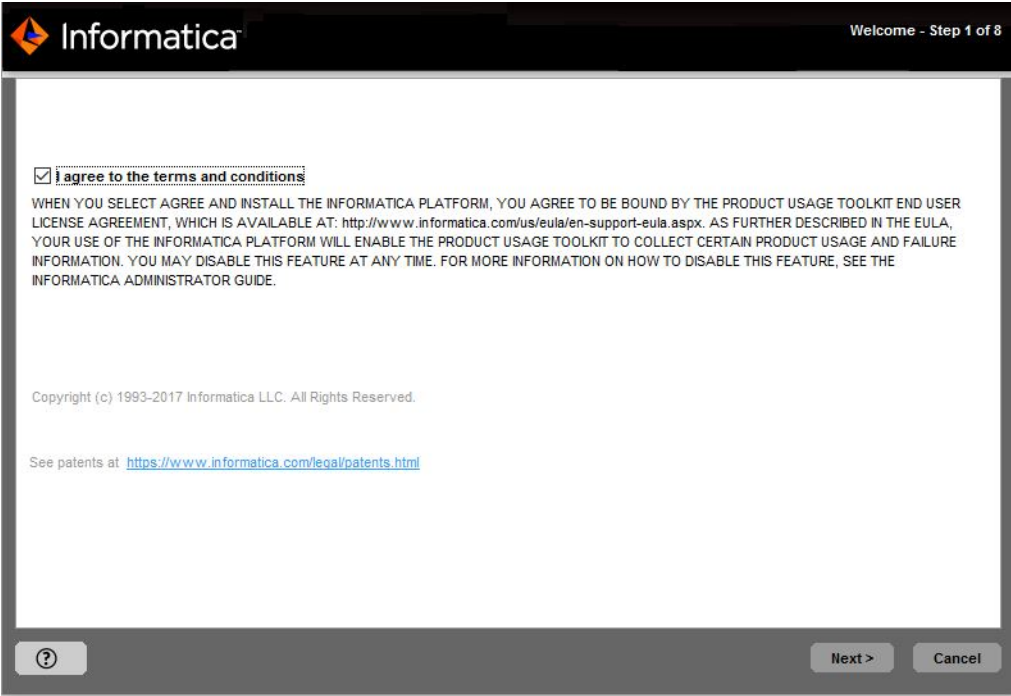 Informatica
Welcome - Step 1 of 8
I agree to the terms and conditions
WHEN YOU SELECT AGREE AND INSTALL THE INFORMATICA PLATFORM, YOU AGREE TO BE BOUND BY THE PRODUCT USAGE TOOLKIT END USER
LICENSE AGREEMENT, WHICH IS AVAILABLE AT: http://www.informatica.com/us/eula/en-support-eula.aspx. AS FURTHER DESCRIBED IN THE EULA,
YOUR USE OF THE INFORMATICA PLATFORM WILL ENABLE THE PRODUCT USAGE TOOLKIT TO COLLECT CERTAIN PRODUCT USAGE AND FAILURE
INFORMATION. YOU MAY DISABLE THIS FEATURE AT ANY TIME. FOR MORE INFORMATION ON HOW TO DISABLE THIS FEATURE, SEE THE
INFORMATICA ADMINISTRATOR GUIDE.
Copyright (c) 1993-2017 Informatica LLC. All Rights Reserved.
See patents at https://www.informatica.com/legal/patents.html
?
Next >
Cancel